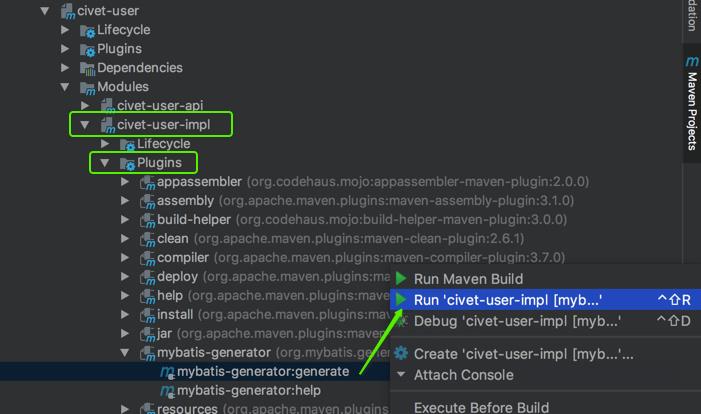 civet-user
Lifecycle
Plugins
Dependencies
Modules
civet-user-api
civet-user-impl
Lifecycle
Plugins
appassembler (org.codehaus.mojo:appassembler-maven-plugin:2.0.0)
assembly (org.apache.maven.plugins:maven-assembly-plugin:3.1.0)
build-helper (org.codehaus.mojo:build-helper-maven-plugin:3.0.0)
clean (org.apache.maven.plugins:maven-clean-plugin:2.6.1)
compiler (org.apache.maven.plugins:maven-compiler-plugin:3.7.0)
deploy (org.apache.maven.plugins:ma
help (org.apache.maven.plugins:mave
install (org.apache.maven.plugins:ma
jar (org.apache.maven.plugins:maven
mybatis-generator (org.mybatis.gene
mybatis-generator:generate
mybatis-generator:help
resources (org.apache.maven.plugins
Run Maven Build
Run 'civet-user-impl [myb...' ^⇧R
Debug 'civet-user-impl [myb...' ^⇧D
Create 'civet-user-impl [myb...'...
Attach Console
Execute Before Build
dation
Maven Projects